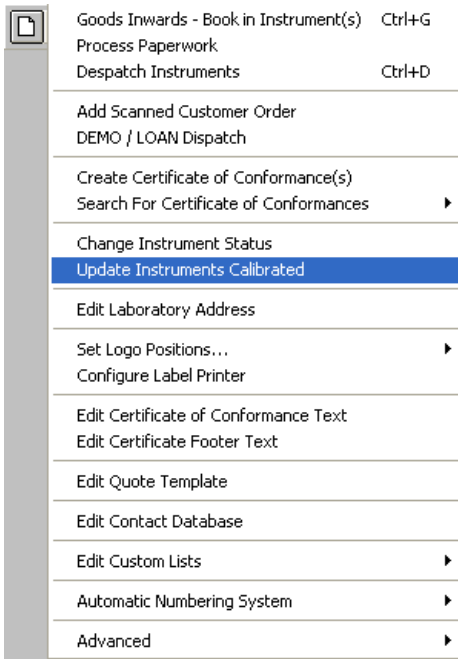 Goods Inwards - Book in Instrument(s) Ctrl+G
Process Paperwork
Despatch Instruments Ctrl+D
Add Scanned Customer Order
DEMO / LOAN Dispatch
Create Certificate of Conformance(s)
Search For Certificate of Conformances
Change Instrument Status
Update Instruments Calibrated
Edit Laboratory Address
Set Logo Positions...
Configure Label Printer
Edit Certificate of Conformance Text
Edit Certificate Footer Text
Edit Quote Template
Edit Contact Database
Edit Custom Lists
Automatic Numbering System
Advanced